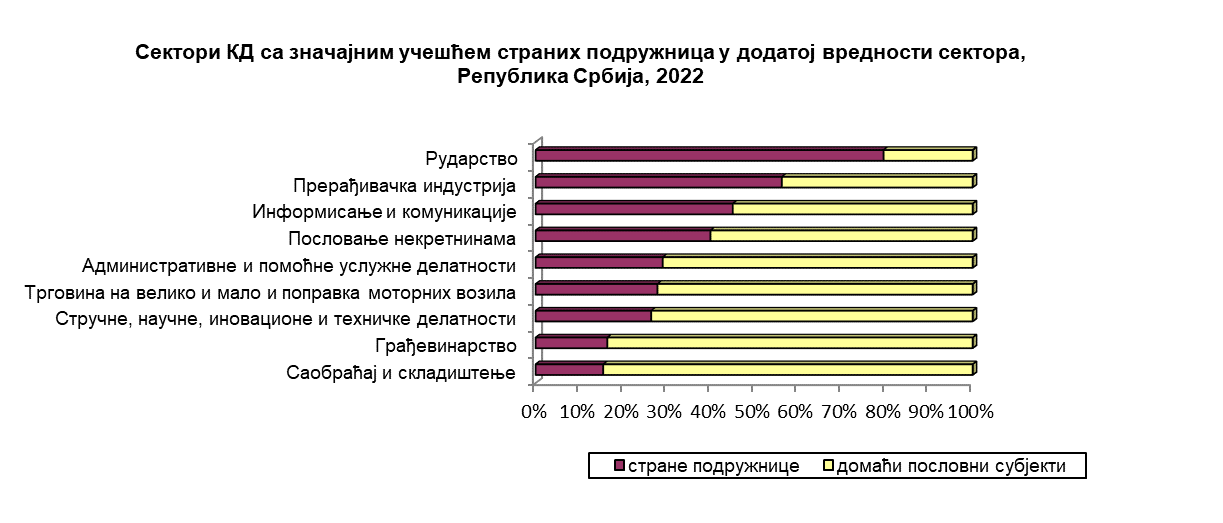 Сектори КД са значајним учешћем страних подружница у додатој вредности сектора,
Република Србија, 2022
Рударство
Прерађивачка индустрија
Информисање и комуникације
Пословање некретнинама
Административне и помоћне услужне делатности
Трговина на велико и мало и поправка моторних возила
Стручне, научне, иновационе и техничке делатности
Грађевинарство
Саобраћај и складиштење
0% 10% 20% 30% 40% 50% 60% 70% 80% 90% 100%
стране подружнице домаћи пословни субјекти